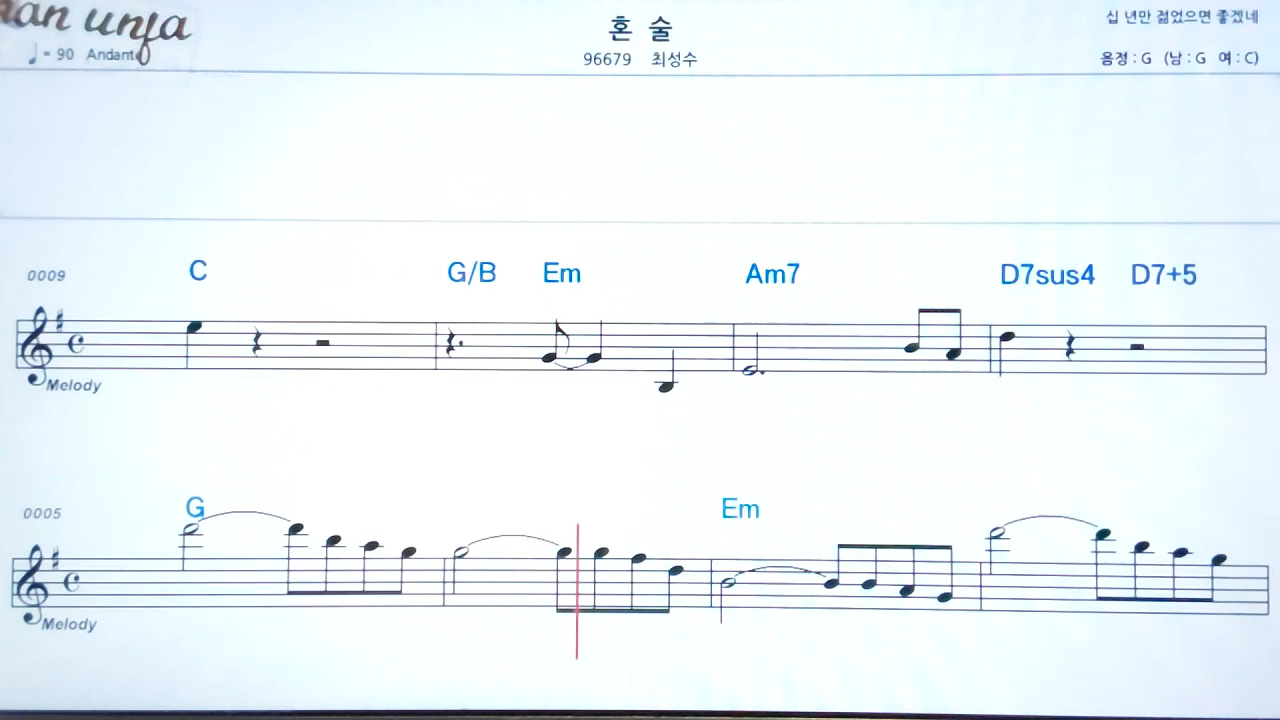 an unja
♩= 90 Andante
혼 술
96679 최성수
십 년만 젊었으면 좋겠네
음정 : G (남 : G 여 : C)
0009 C G/B Em Am7 D7sus4 D7+5
Melody
0005 G Em
Melody